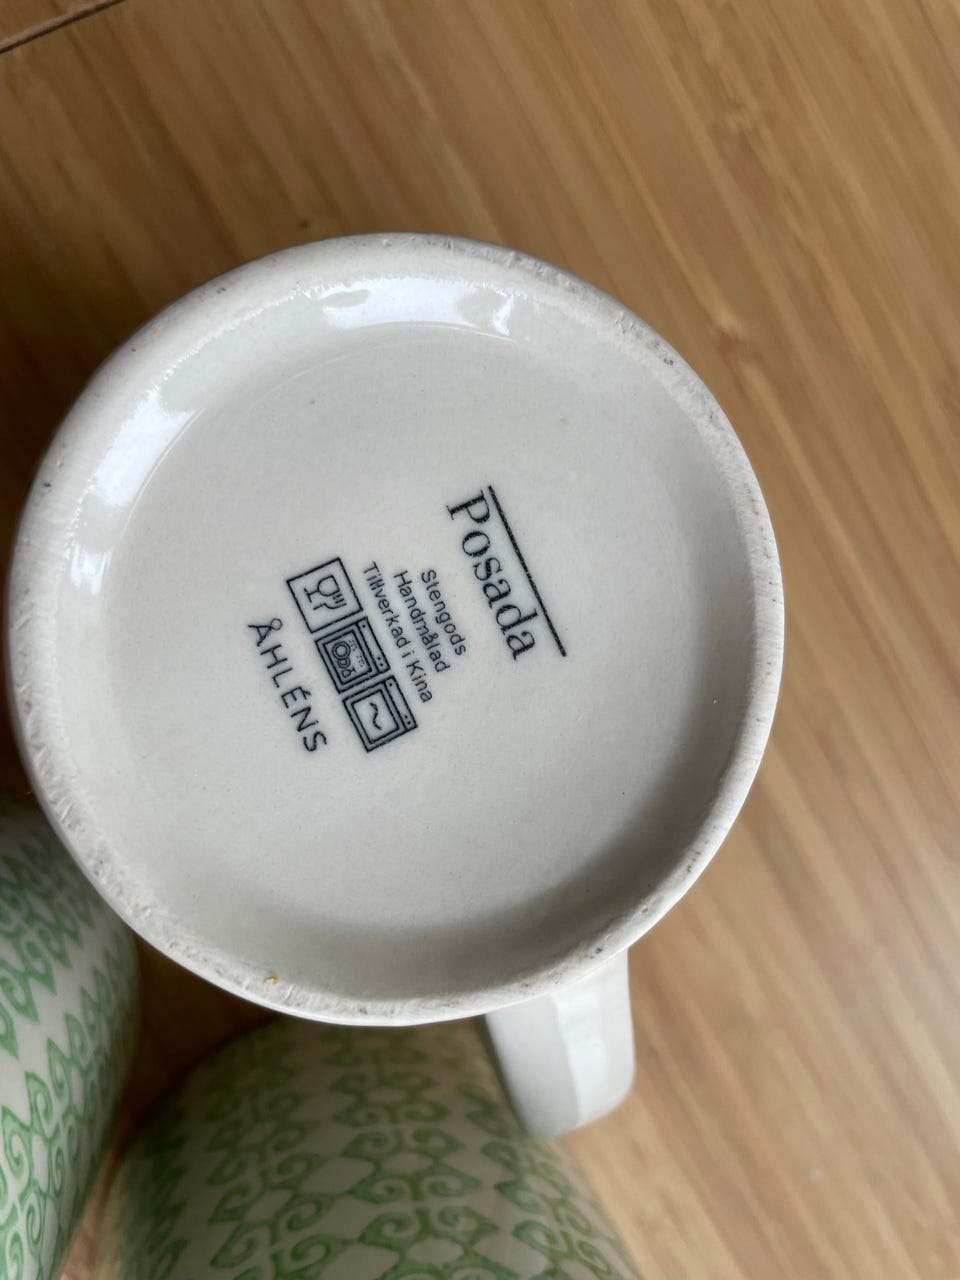 Posada
Stengods
Handmålad
Tillverkad i Kina
ÅHLÉNS